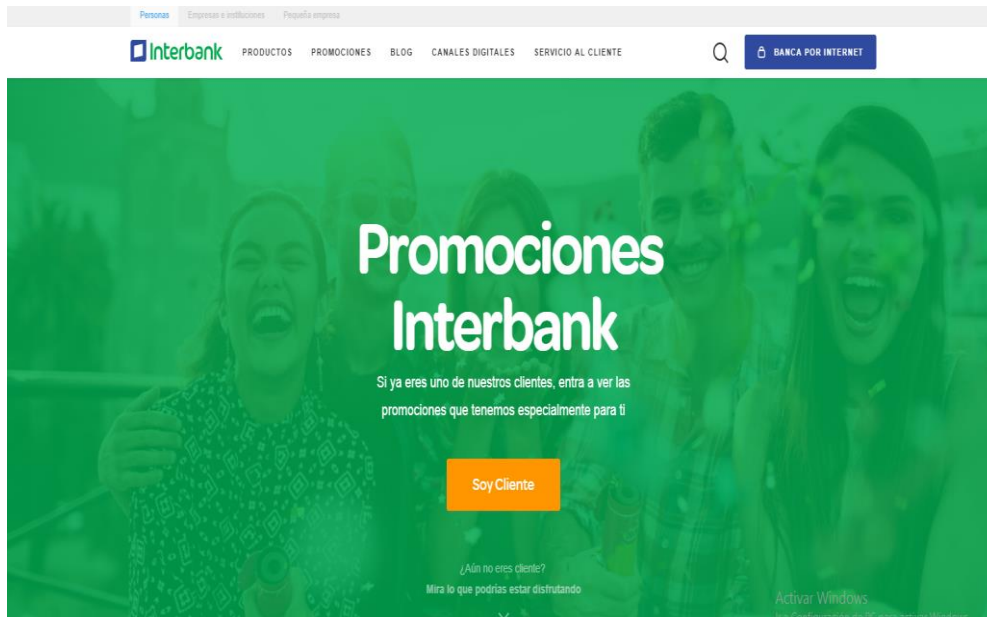 Personas Empresas e instituciones Pequeña empresa
Interbank PRODUCTOS PROMOCIONES BLOG CANALES DIGITALES SERVICIO AL CLIENTE BANCA POR INTERNET
Promociones
Interbank
Si ya eres uno de nuestros clientes, entra a ver las
promociones que tenemos especialmente para ti
Soy Cliente
¿Aún no eres cliente?
Mira lo que podrías estar disfrutando
Activar Windows